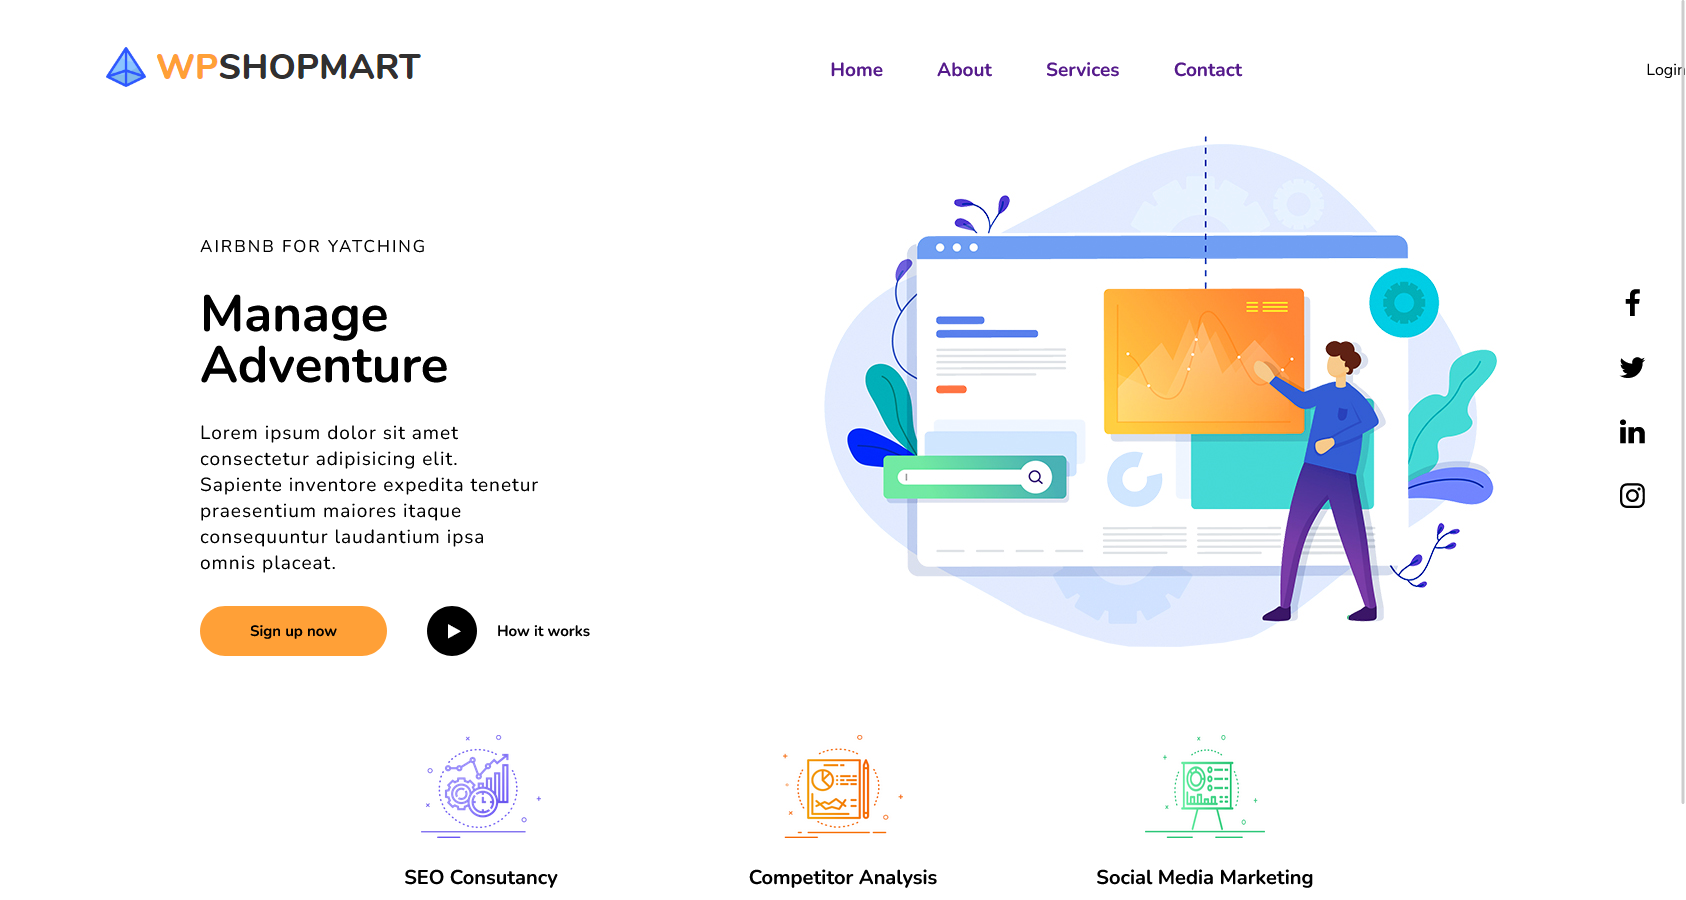 WPSHOPMART
Home About Services Contact
Login
AIRBNB FOR YATCHING
Manage
Adventure
Lorem ipsum dolor sit amet
consectetur adipisicing elit.
Sapiente inventore expedita tenetur
praesentium maiores itaque
consequuntur laudantium ipsa
omnis placeat.
Sign up now
How it works
SEO Consutancy
Competitor Analysis
Social Media Marketing